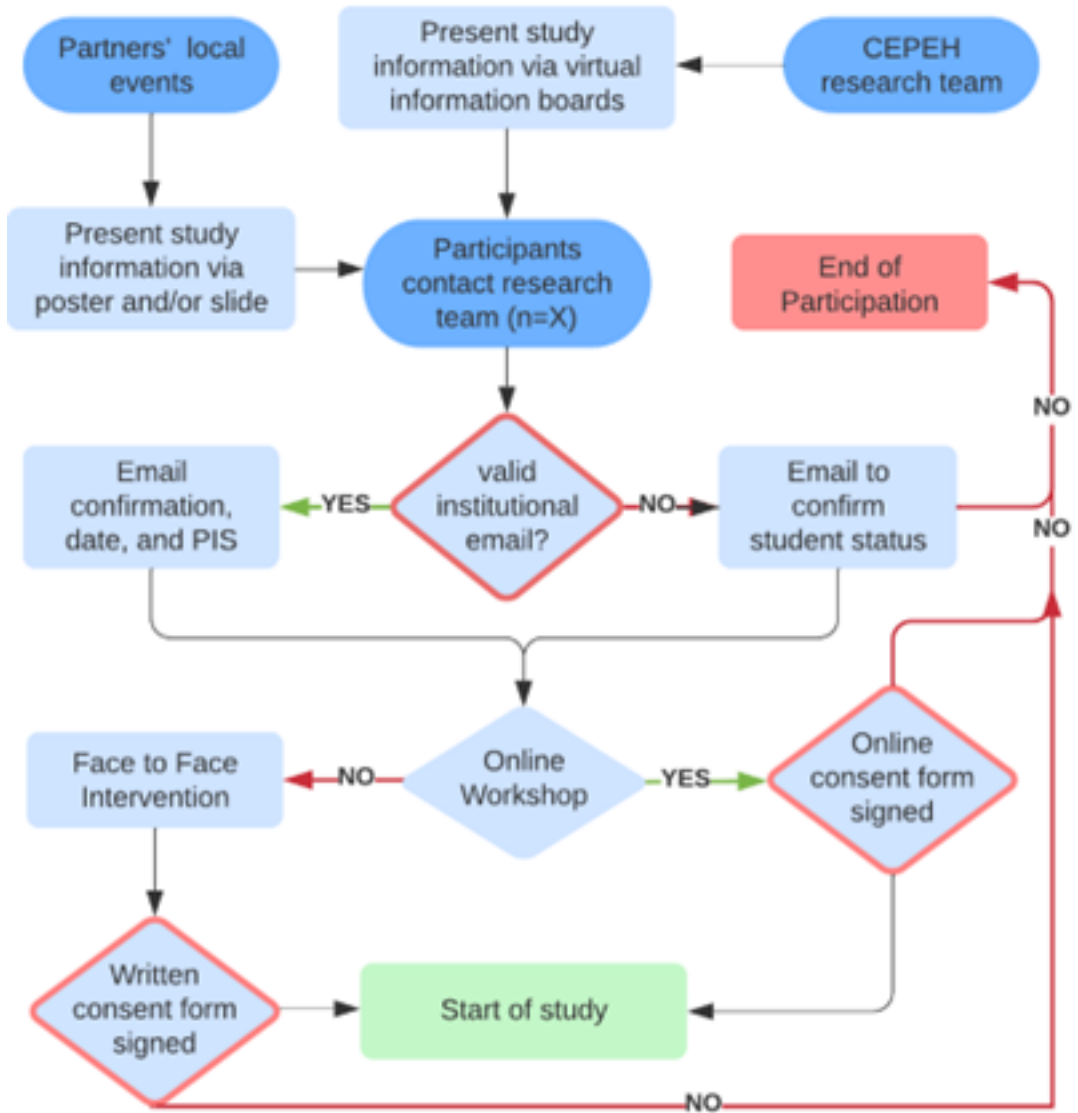 Partners' local
events
Present study
information via virtual
information boards
CEPEH
research team
Present study
information via
poster and/or slide
Participants
contact research
team (n=X)
End of
Participation
NO
Email
confirmation,
date, and PIS
YES
valid
institutional
email?
NO
Email to
confirm
student status
NO
Face to Face
Intervention
NO
Online
Workshop
YES
Online
consent form
signed
Written
consent form
signed
Start of study
NO